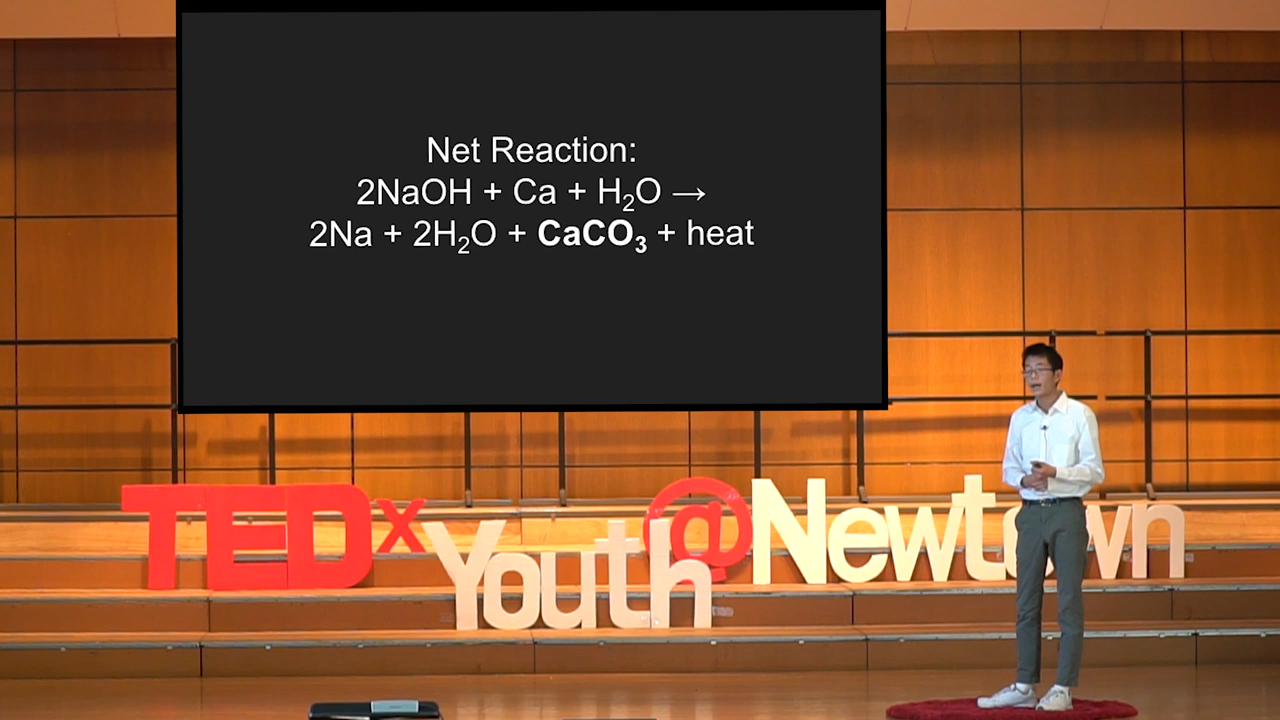 Net Reaction:
2NaOH + Ca + H₂O →
2Na + 2H₂O + CaCO₃ + heat
TEDx
Youth
@Newtown